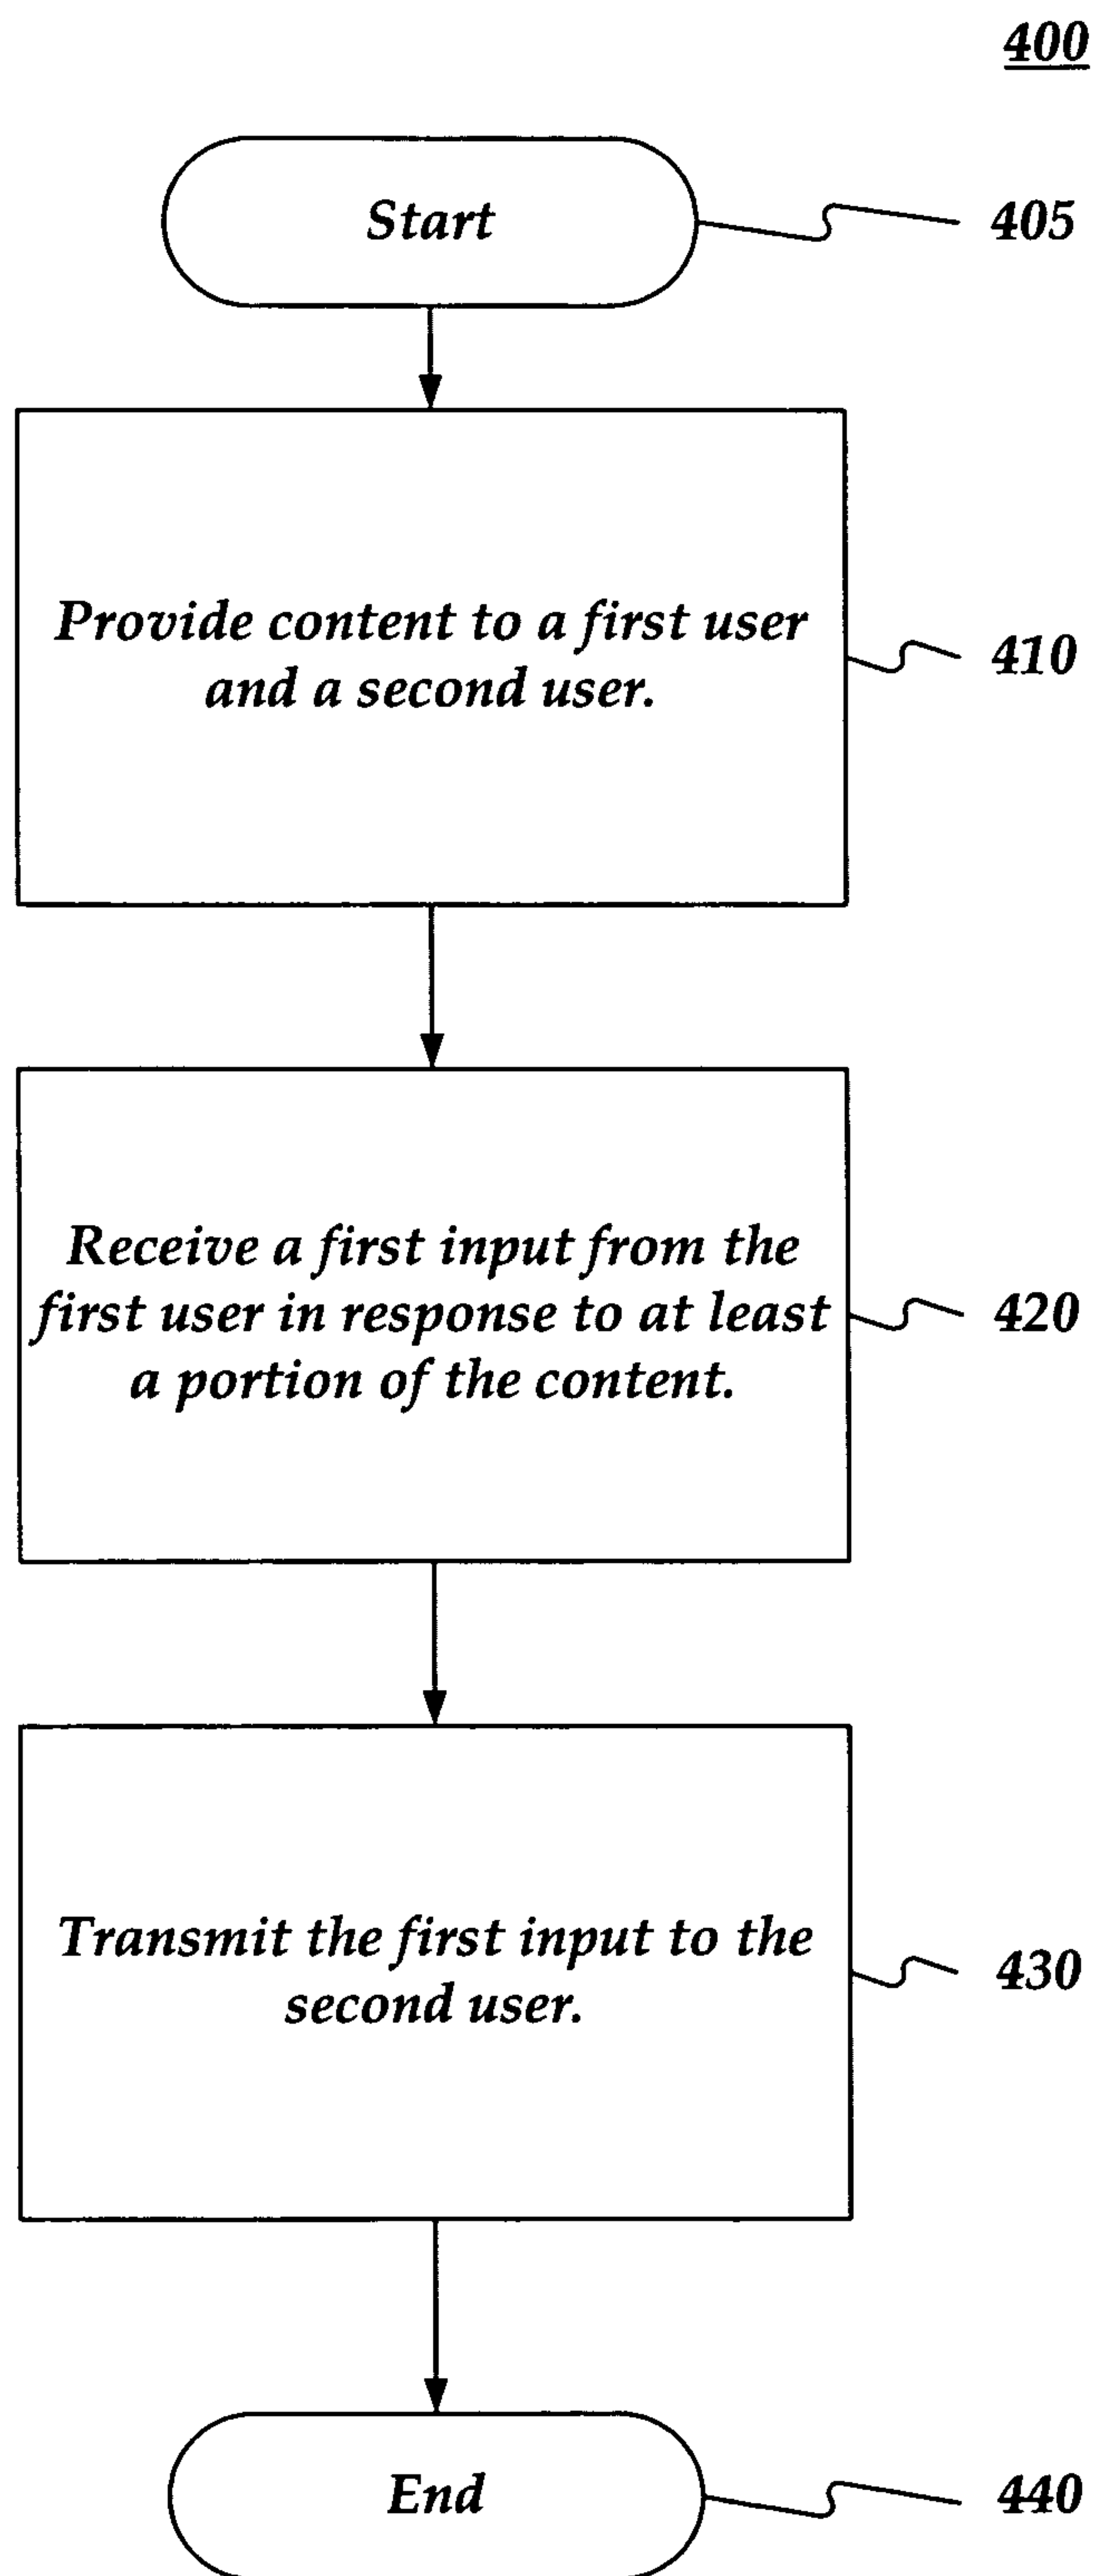 400
Start
405
Provide content to a first user
and a second user.
410
Receive a first input from the
first user in response to at least
a portion of the content.
420
Transmit the first input to the
second user.
430
End
440